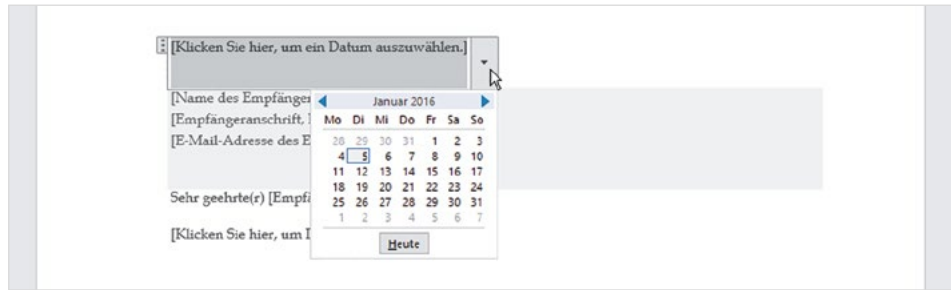 [Klicken Sie hier, um ein Datum auszuwählen.]
[Name des Empfänger
[Empfängeranschrift,
[E-Mail-Adresse des E
Januar 2016
Mo Di Mi Do Fr Sa So
28 29 30 31 1 2 3
4 5 6 7 8 9 10
11 12 13 14 15 16 17
18 19 20 21 22 23 24
25 26 27 28 29 30 31
1 2 3 4 5 6 7
Heute
Sehr geehrte(r) [Empfä
[Klicken Sie hier, um